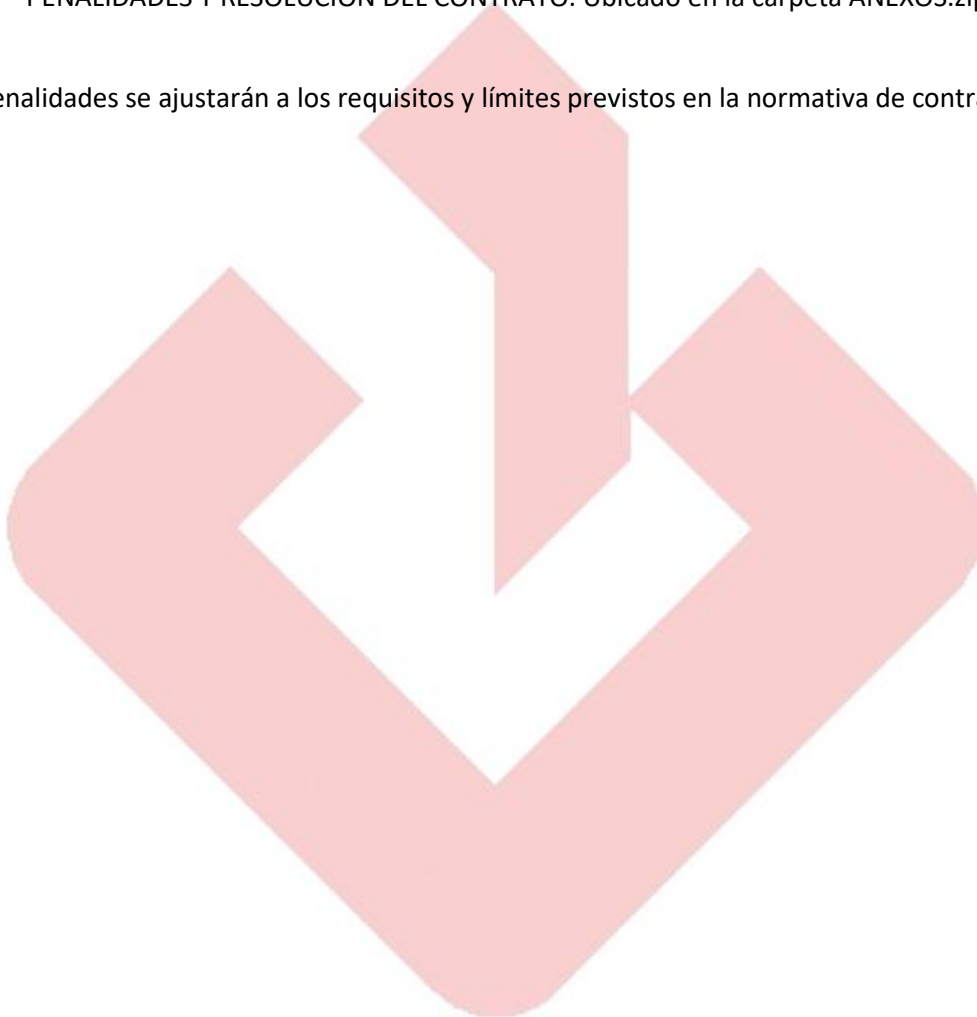 PENALIDADES Y RESOLUCIÓN DEL CONTRATO. Ubicado en la carpeta ANEXOS.zip
enalidades se ajustarán a los requisitos y límites previstos en la normativa de contra